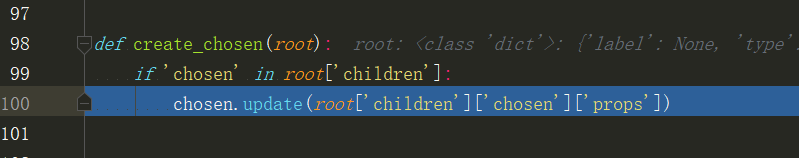 97
98 def create_chosen(root): root: <class 'dict'>: {'label': None, 'type'
99 if 'chosen' in root['children']:
100 chosen.update(root['children']['chosen']['props'])
101